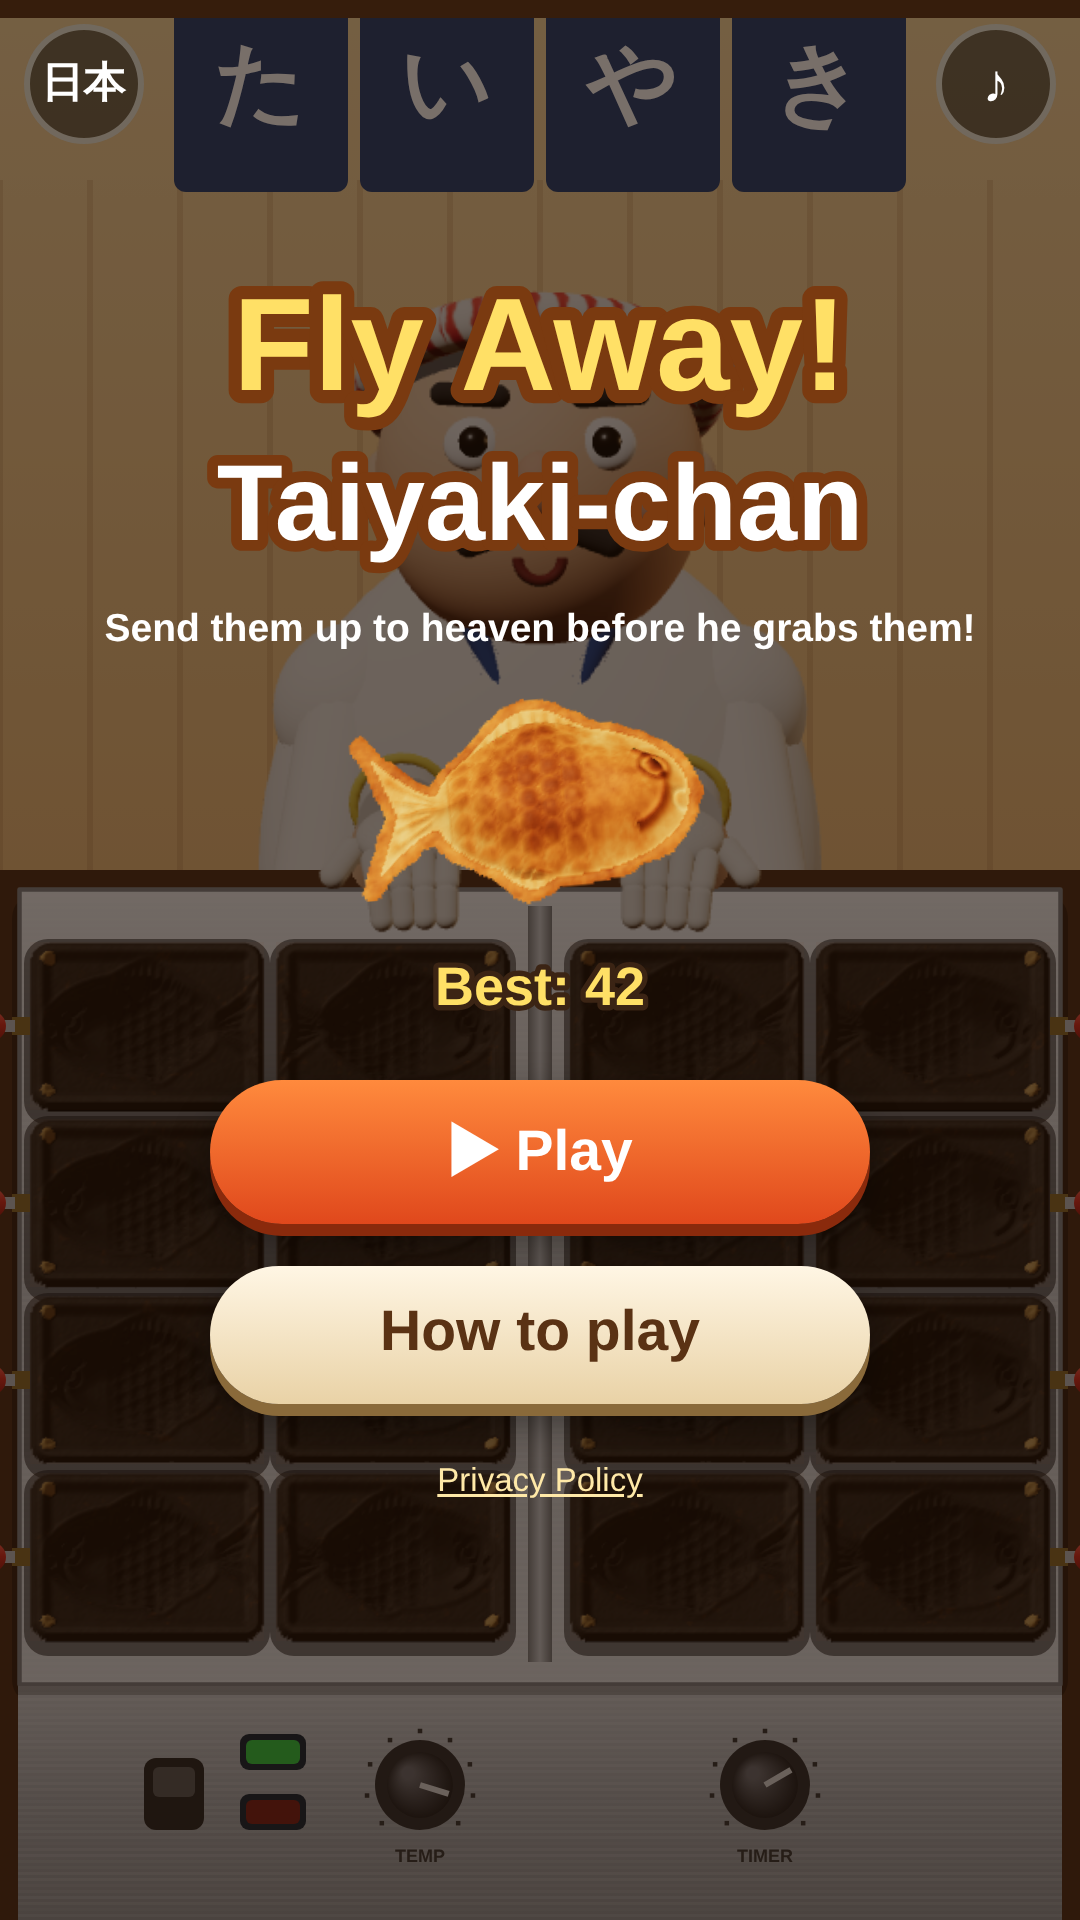 日本 た い や き ♪
Fly Away!
Taiyaki-chan
Send them up to heaven before he grabs them!
Best: 42
▶ Play
How to play
Privacy Policy
TEMP TIMER